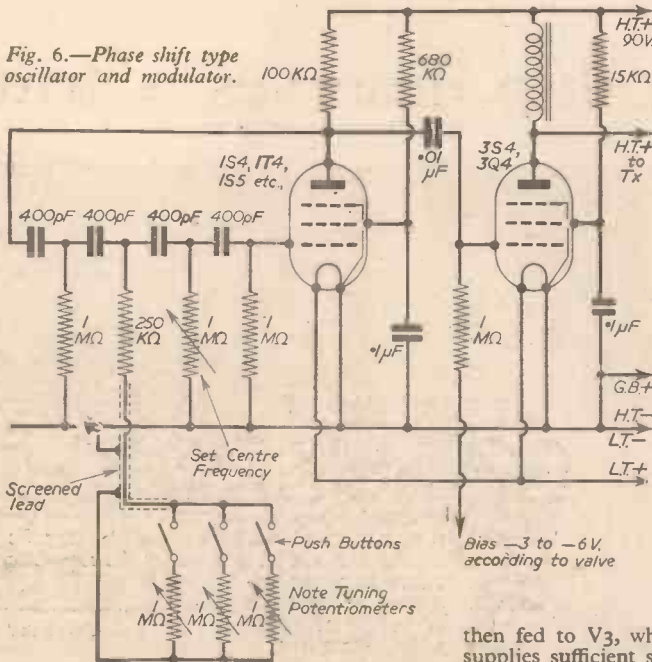 Fig. 6.—Phase shift type
oscillator and modulator.
100KΩ
680
KΩ
H.T.+
90V.
15KΩ
1S4, 1T4,
1S5 etc.,
·01
µF
3S4,
3Q4
H.T.+
to
Tx
400pF
400pF
400pF
400pF
1
MΩ
250
KΩ
1
MΩ
1
MΩ
·1µF
1
MΩ
·1µF
G.B.+
H.T.—
L.T.—
L.T.+
Set Centre
Frequency
Screened
lead
Push Buttons
Bias —3 to —6V.
according to valve
1
MΩ
1
MΩ
1
MΩ
Note Tuning
Potentiometers
then fed to V3, wh
supplies sufficient s